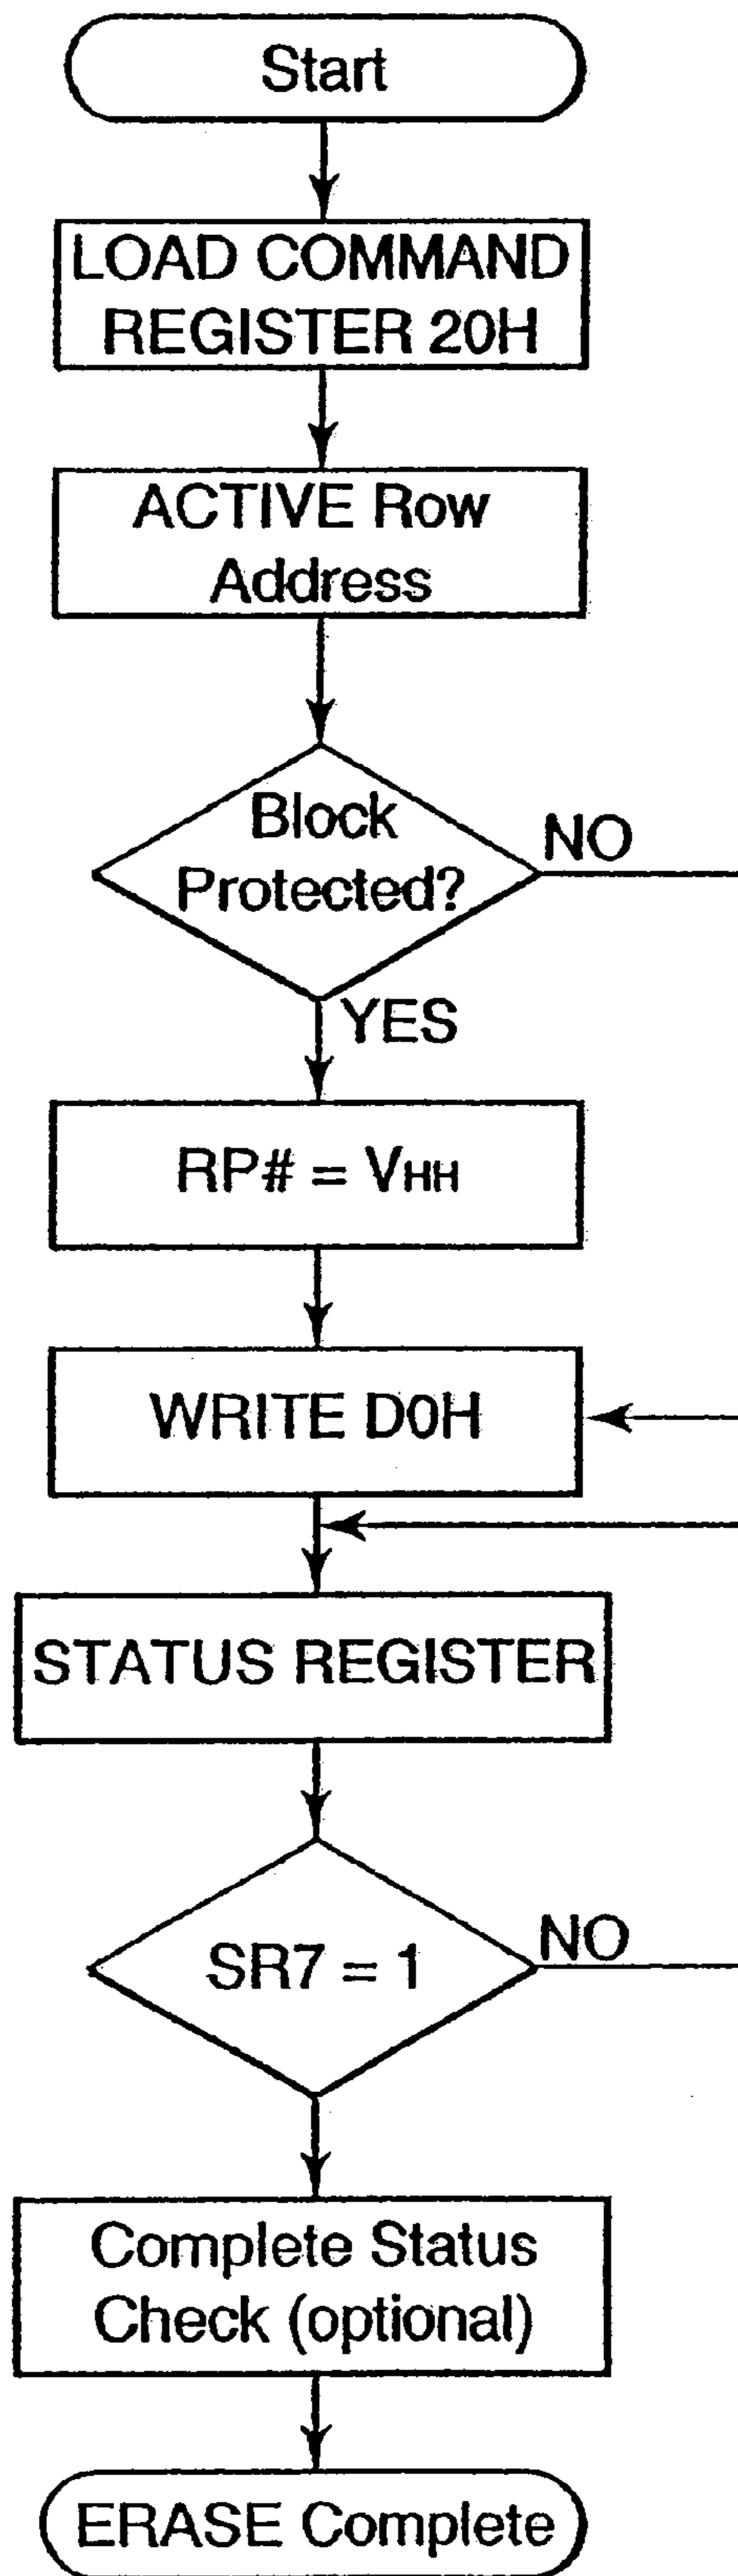 Start
LOAD COMMAND
REGISTER 20H
ACTIVE Row
Address
Block
Protected?
NO
YES
RP# = VHH
WRITE D0H
STATUS REGISTER
SR7 = 1
NO
Complete Status
Check (optional)
ERASE Complete